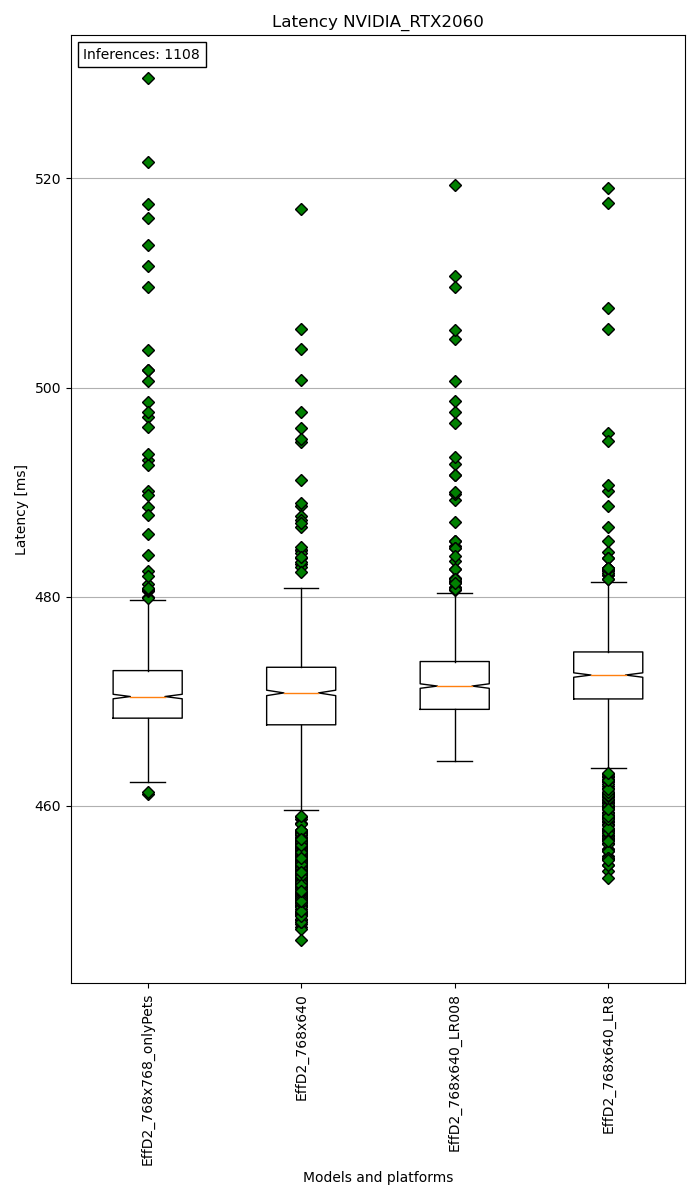 Latency NVIDIA_RTX2060
Inferences: 1108
Latency [ms]
520
500
480
460
EffD2_768x768_onlyPets
EffD2_768x640
EffD2_768x640_LR008
EffD2_768x640_LR8
Models and platforms